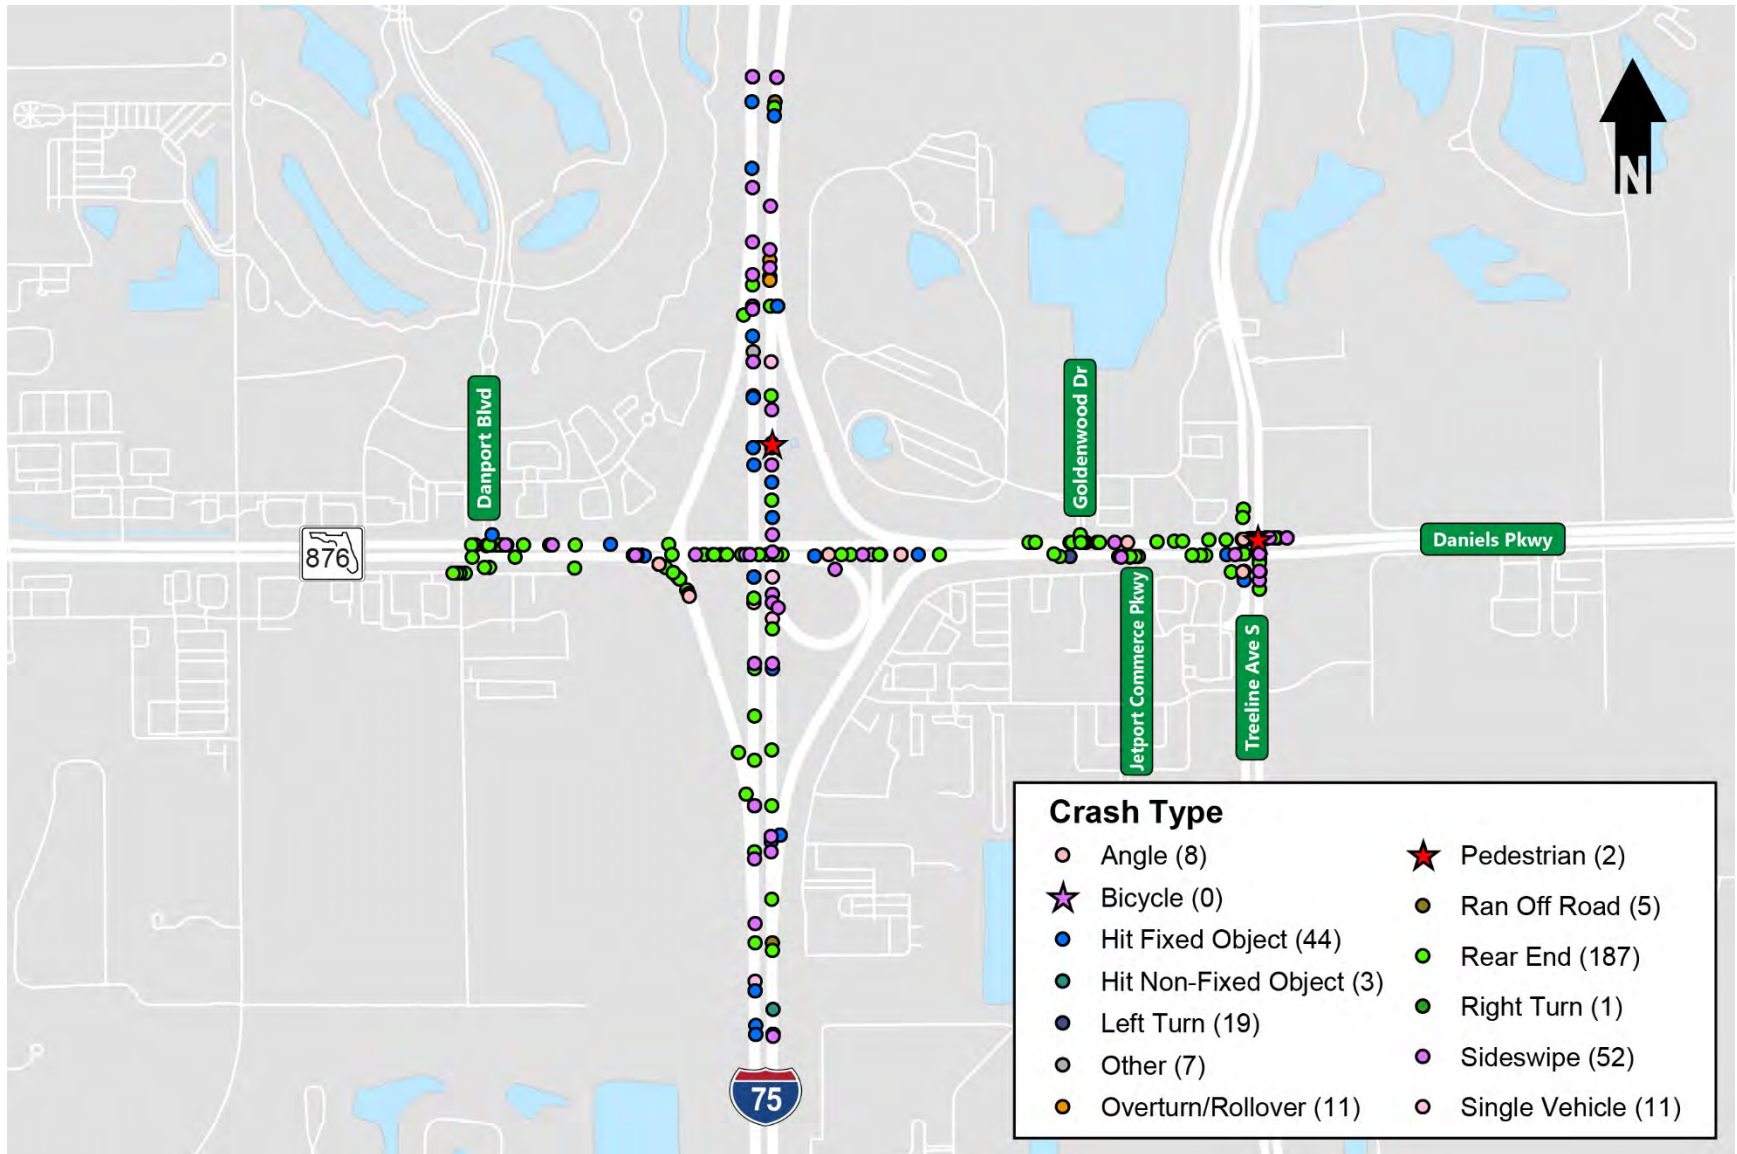 N
Danport Blvd
Goldenwood Dr
876
Daniels Pkwy
Jetport Commerce Pkwy
Treeline Ave S
75
Crash Type
Angle (8)
Bicycle (0)
Hit Fixed Object (44)
Hit Non-Fixed Object (3)
Left Turn (19)
Other (7)
Overturn/Rollover (11)
Pedestrian (2)
Ran Off Road (5)
Rear End (187)
Right Turn (1)
Sideswipe (52)
Single Vehicle (11)